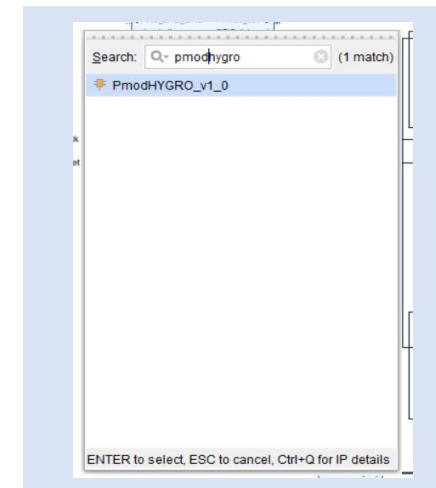 Search: pmodhygro (1 match)
PmodHYGRO_v1_0
ENTER to select, ESC to cancel, Ctrl+Q for IP details